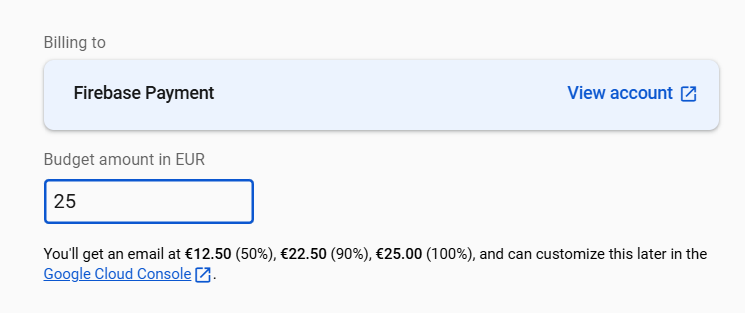 Billing to
Firebase Payment View account
Budget amount in EUR
25
You'll get an email at €12.50 (50%), €22.50 (90%), €25.00 (100%), and can customize this later in the
Google Cloud Console.